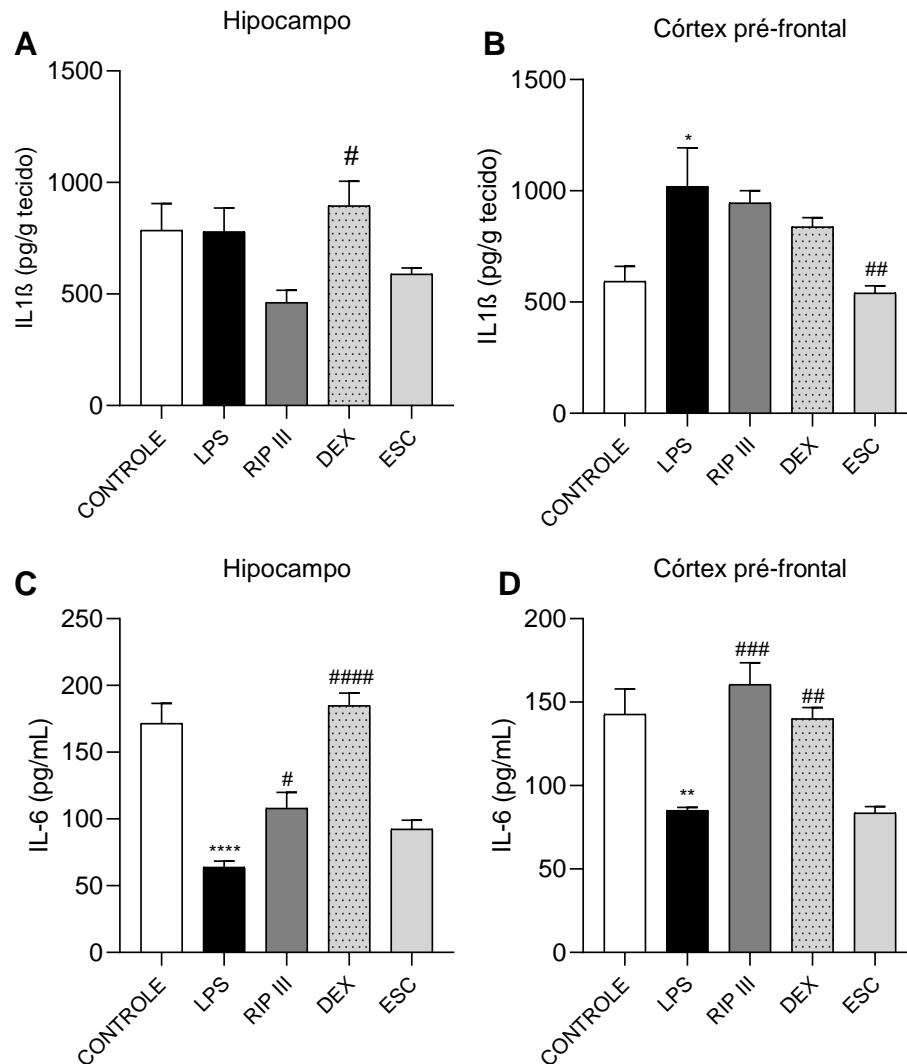 A
Hipocampo
IL1ß (pg/g tecido)
1500
1000
500
0
#
CONTROLE
LPS
RIP III
DEX
ESC
B
Córtex pré-frontal
IL1ß (pg/g tecido)
1500
1000
500
0
*
##
CONTROLE
LPS
RIP III
DEX
ESC
C
Hipocampo
IL-6 (pg/mL)
250
200
150
100
50
0
****
#
####
CONTROLE
LPS
RIP III
DEX
ESC
D
Córtex pré-frontal
IL-6 (pg/mL)
200
150
100
50
0
**
###
##
CONTROLE
LPS
RIP III
DEX
ESC